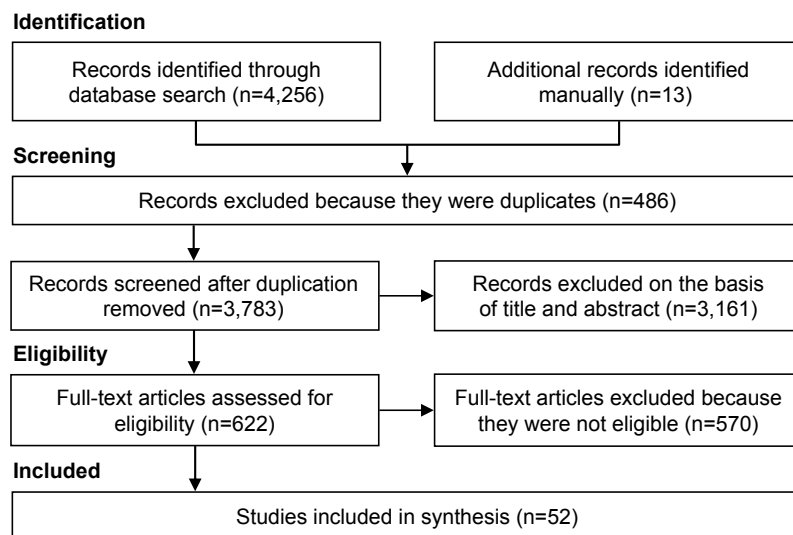 Identification
Records identified through
database search (n=4,256)
Additional records identified
manually (n=13)
Screening
Records excluded because they were duplicates (n=486)
Records screened after duplication
removed (n=3,783)
Records excluded on the basis
of title and abstract (n=3,161)
Eligibility
Full-text articles assessed for
eligibility (n=622)
Full-text articles excluded because
they were not eligible (n=570)
Included
Studies included in synthesis (n=52)